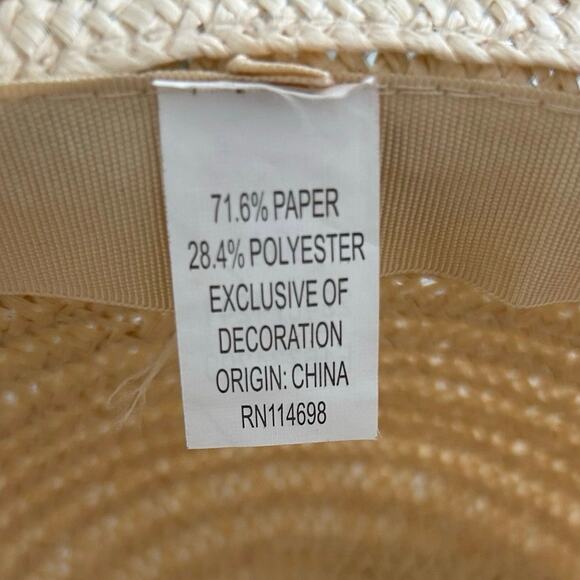 71.6% PAPER
28.4% POLYESTER
EXCLUSIVE OF
DECORATION
ORIGIN: CHINA
RN114698